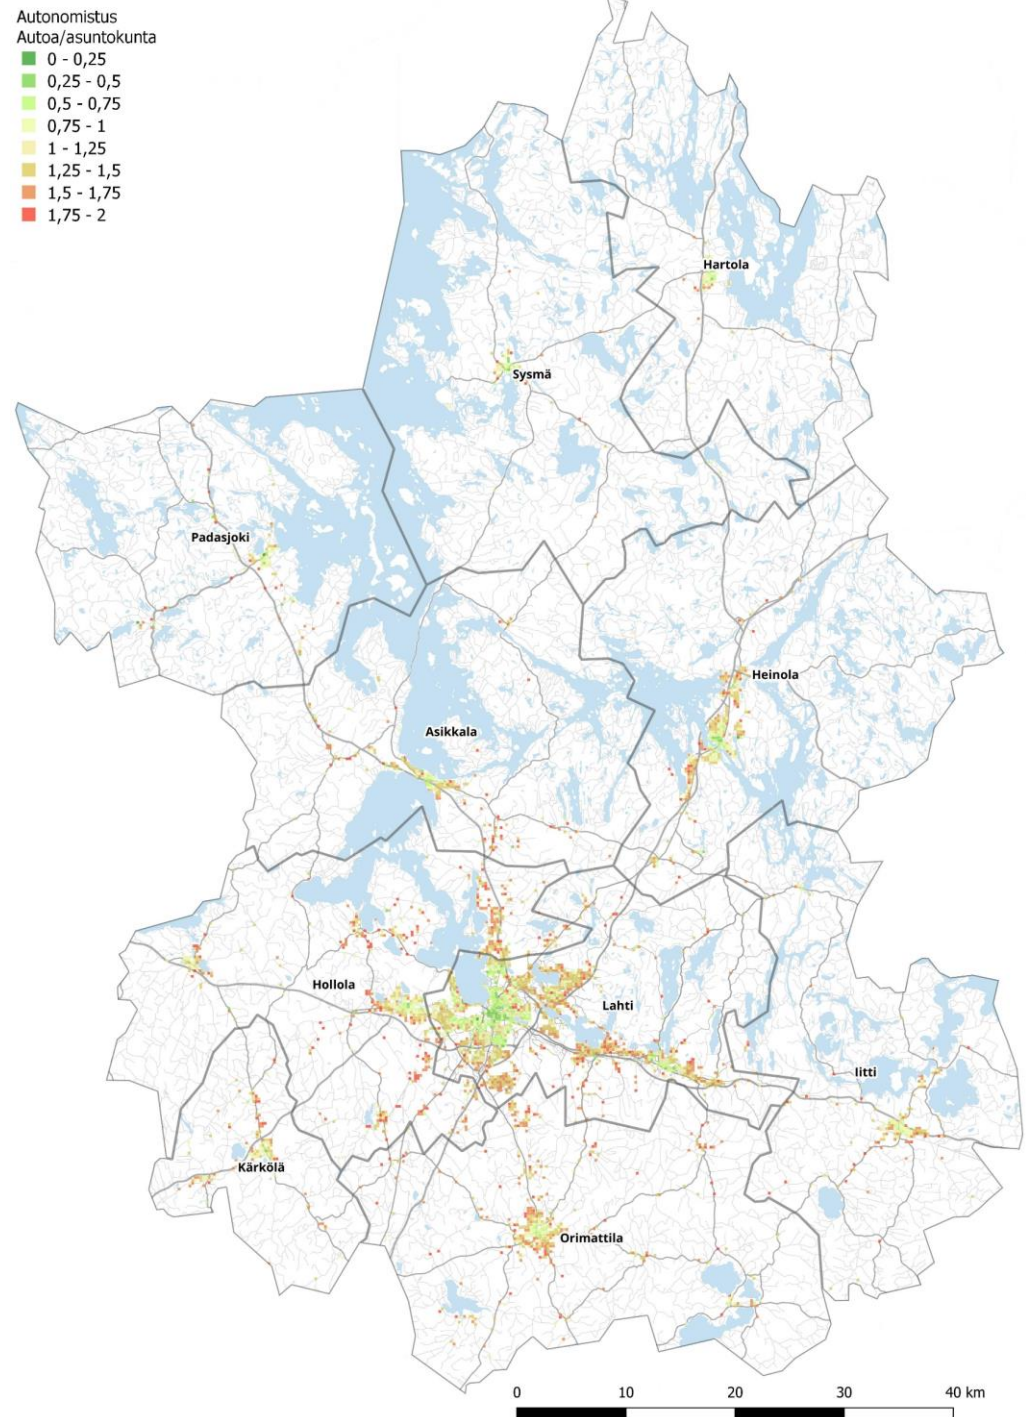 Autonomistus
Autoa/asuntokunta
0 - 0,25
0,25 - 0,5
0,5 - 0,75
0,75 - 1
1 - 1,25
1,25 - 1,5
1,5 - 1,75
1,75 - 2
Hartola
Sysmä
Padasjoki
Heinola
Asikkala
Hollola
Lahti
Iitti
Kärkölä
Orimattila
0 10 20 30 40 km